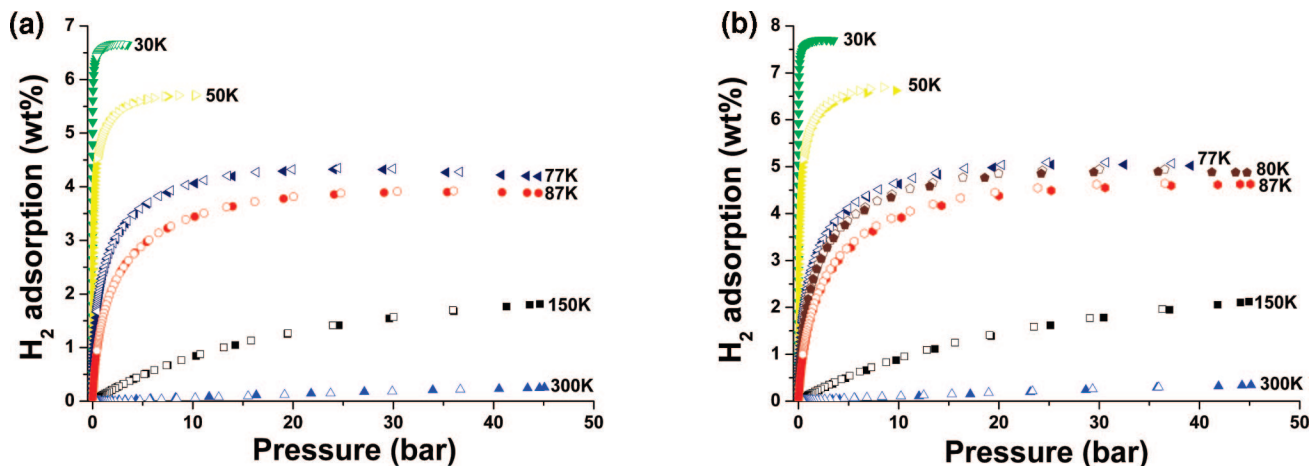 (a)
H2 adsorption (wt%)
7
6
5
4
3
2
1
0
30K
50K
77K
87K
150K
300K
0 10 20 30 40 50
Pressure (bar)
(b)
H2 adsorption (wt%)
8
7
6
5
4
3
2
1
0
30K
50K
77K
80K
87K
150K
300K
0 10 20 30 40 50
Pressure (bar)